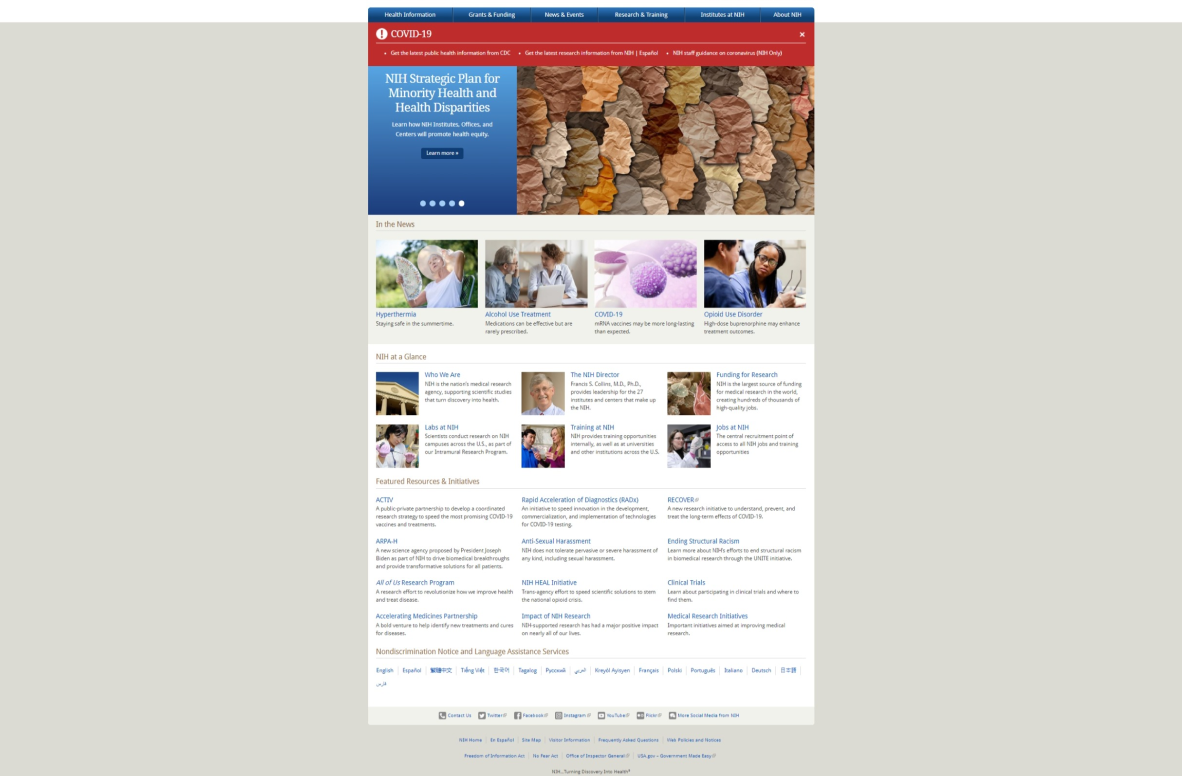 Health Information
Grants & Funding
News & Events
Research & Training
Institutes at NIH
About NIH
COVID-19
×
• Get the latest public health information from CDC
• Get the latest research information from NIH | Español
• NIH staff guidance on coronavirus (NIH Only)
NIH Strategic Plan for
Minority Health and
Health Disparities
Learn how NIH Institutes, Offices, and
Centers will promote health equity.
Learn more »
In the News
Hyperthermia
Staying safe in the summertime.
Alcohol Use Treatment
Medications can be effective but are
rarely prescribed.
COVID-19
mRNA vaccines may be more long-lasting
than expected.
Opioid Use Disorder
High-dose buprenorphine may enhance
treatment outcomes.
NIH at a Glance
Who We Are
NIH is the nation's medical research
agency, supporting scientific studies
that turn discovery into health.
The NIH Director
Francis S. Collins, M.D., Ph.D.,
provides leadership for the 27
institutes and centers that make up
the NIH.
Funding for Research
NIH is the largest source of funding
for medical research in the world,
creating hundreds of thousands of
high-quality jobs.
Labs at NIH
Scientists conduct research on NIH
campuses across the U.S., as part of
our Intramural Research Program.
Training at NIH
NIH provides training opportunities
internally, as well as at universities
and other institutions across the U.S.
Jobs at NIH
The central recruitment point of
access to all NIH jobs and training
opportunities
Featured Resources & Initiatives
ACTIV
A public-private partnership to develop a coordinated
research strategy to speed the most promising COVID-19
vaccines and treatments.
Rapid Acceleration of Diagnostics (RADx)
An initiative to speed innovation in the development,
commercialization, and implementation of technologies
for COVID-19 testing.
RECOVER
A new research initiative to understand, prevent, and
treat the long-term effects of COVID-19.
ARPA-H
A new science agency proposed by President Joseph
Biden as part of NIH to drive biomedical breakthroughs
and provide transformative solutions for all patients.
Anti-Sexual Harassment
NIH does not tolerate pervasive or severe harassment of
any kind, including sexual harassment.
Ending Structural Racism
Learn more about NIH's efforts to end structural racism
in biomedical research through the UNITE initiative.
All of Us Research Program
A research effort to revolutionize how we improve health
and treat disease.
NIH HEAL Initiative
Trans-agency effort to speed scientific solutions to stem
the national opioid crisis.
Clinical Trials
Learn about participating in clinical trials and where to
find them.
Accelerating Medicines Partnership
A bold venture to help identify new treatments and cures
for diseases.
Impact of NIH Research
NIH-supported research has had a major positive impact
on nearly all of our lives.
Medical Research Initiatives
Important initiatives aimed at improving medical
research.
Nondiscrimination Notice and Language Assistance Services
English | Español | 繁體中文 | Tiếng Việt | 한국어 | Tagalog | Русский | العربية | Kreyòl Ayisyen | Français | Polski | Português | Italiano | Deutsch | 日本語 |
فارسی
Contact Us
Twitter
Facebook
Instagram
YouTube
Flickr
More Social Media from NIH
NIH Home | En Español | Site Map | Visitor Information | Frequently Asked Questions | Web Policies and Notices
Freedom of Information Act | No Fear Act | Office of Inspector General | USA.gov – Government Made Easy
NIH...Turning Discovery Into Health®